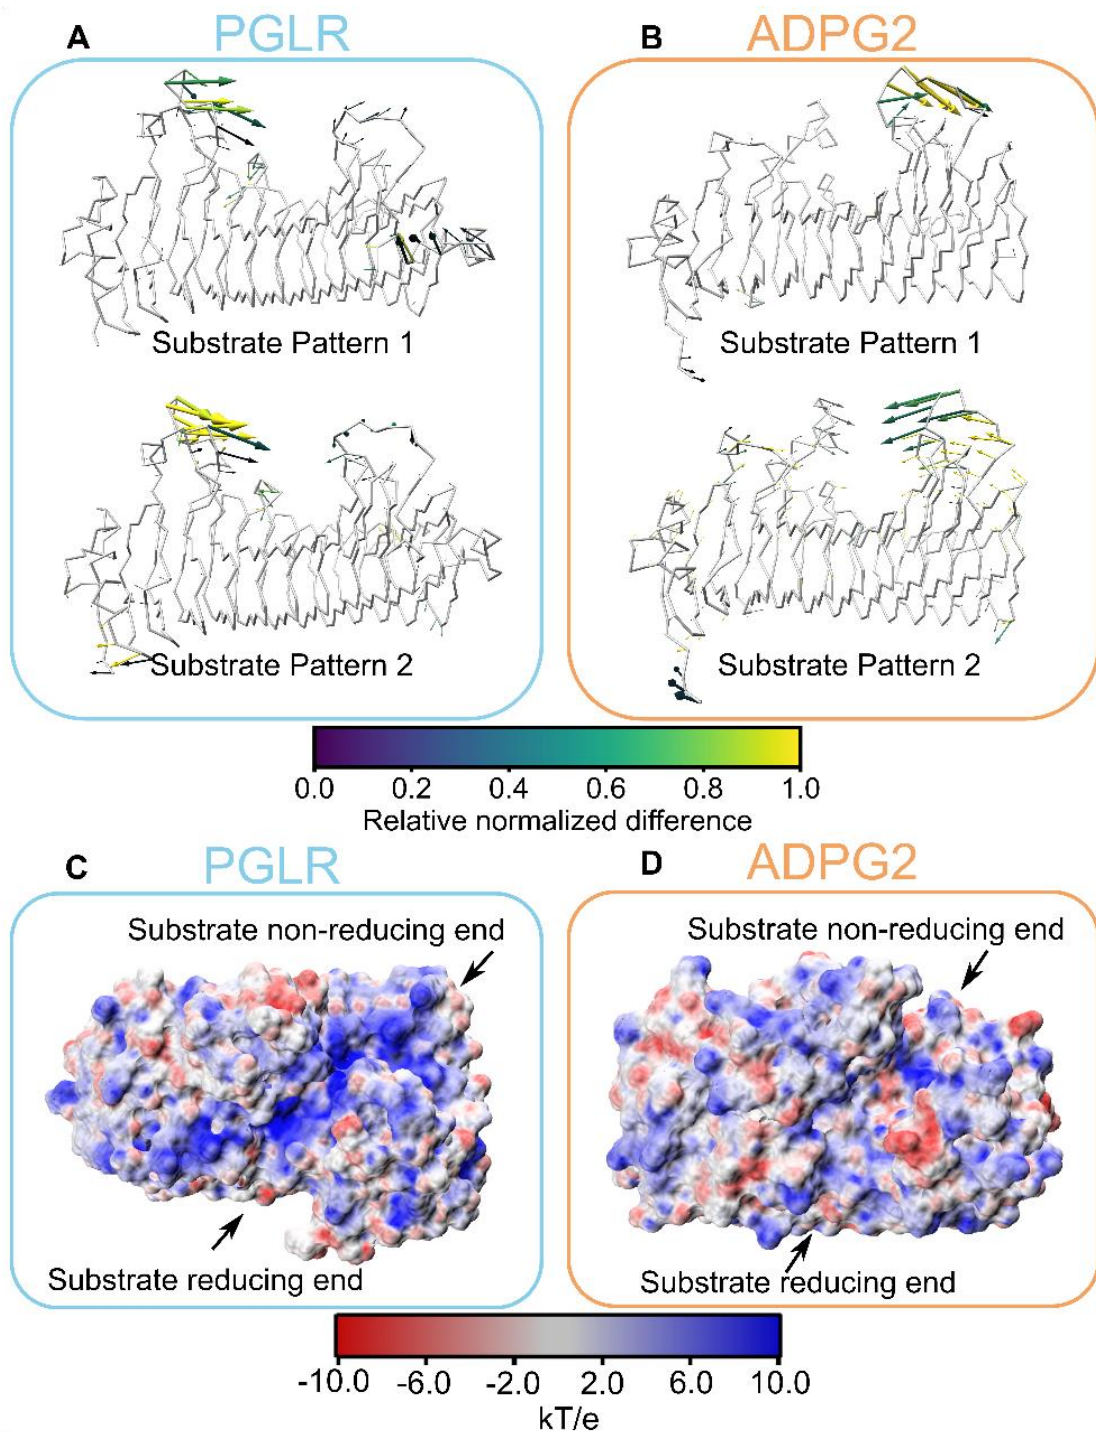 A PGLR
B ADPG2
Substrate Pattern 1
Substrate Pattern 1
Substrate Pattern 2
Substrate Pattern 2
0.0 0.2 0.4 0.6 0.8 1.0
Relative normalized difference
C PGLR
D ADPG2
Substrate non-reducing end
Substrate reducing end
Substrate non-reducing end
Substrate reducing end
-10.0 -6.0 -2.0 2.0 6.0 10.0
kT/e